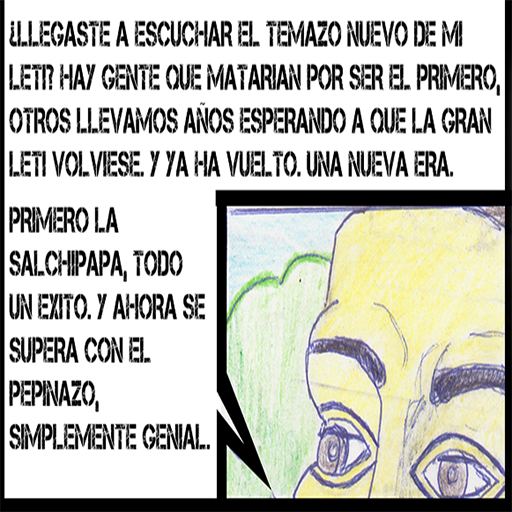 ¿LLEGASTE A ESCUCHAR EL TEMAZO NUEVO DE MI
LETI? HAY GENTE QUE MATARIAN POR SER EL PRIMERO,
OTROS LLEVAMOS AÑOS ESPERANDO A QUE LA GRAN
LETI VOLVIESE. Y YA HA VUELTO. UNA NUEVA ERA.
PRIMERO LA
SALCHIPAPA, TODO
UN EXITO. Y AHORA SE
SUPERA CON EL
PEPINAZO,
SIMPLEMENTE GENIAL.